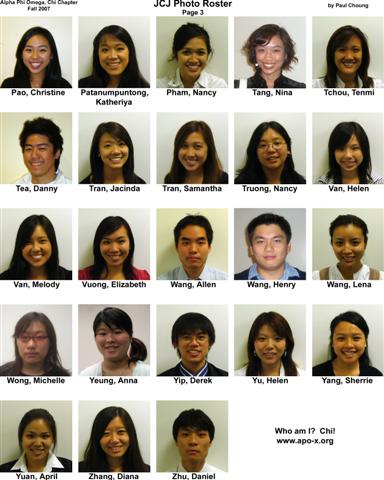 Alpha Phi Omega, Chi Chapter
Fall 2007
JCJ Photo Roster
Page 3
by Paul Choung
Pao, Christine
Patanumpuntong,
Katheriya
Pham, Nancy
Tang, Nina
Tchou, Tenmi
Tea, Danny
Tran, Jacinda
Tran, Samantha
Truong, Nancy
Van, Helen
Van, Melody
Vuong, Elizabeth
Wang, Allen
Wang, Henry
Wang, Lena
Wong, Michelle
Yeung, Anna
Yip, Derek
Yu, Helen
Yang, Sherrie
Yuan, April
Zhang, Diana
Zhu, Daniel
Who am I? Chi!
www.apo-x.org